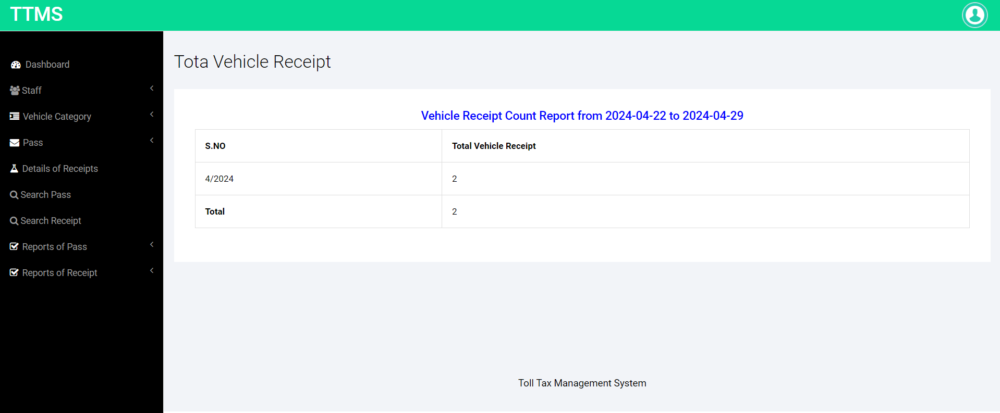 TTMS
Dashboard
Staff
Vehicle Category
Pass
Details of Receipts
Search Pass
Search Receipt
Reports of Pass
Reports of Receipt
Tota Vehicle Receipt
Vehicle Receipt Count Report from 2024-04-22 to 2024-04-29
S.NO Total Vehicle Receipt
4/2024 2
Total 2
Toll Tax Management System